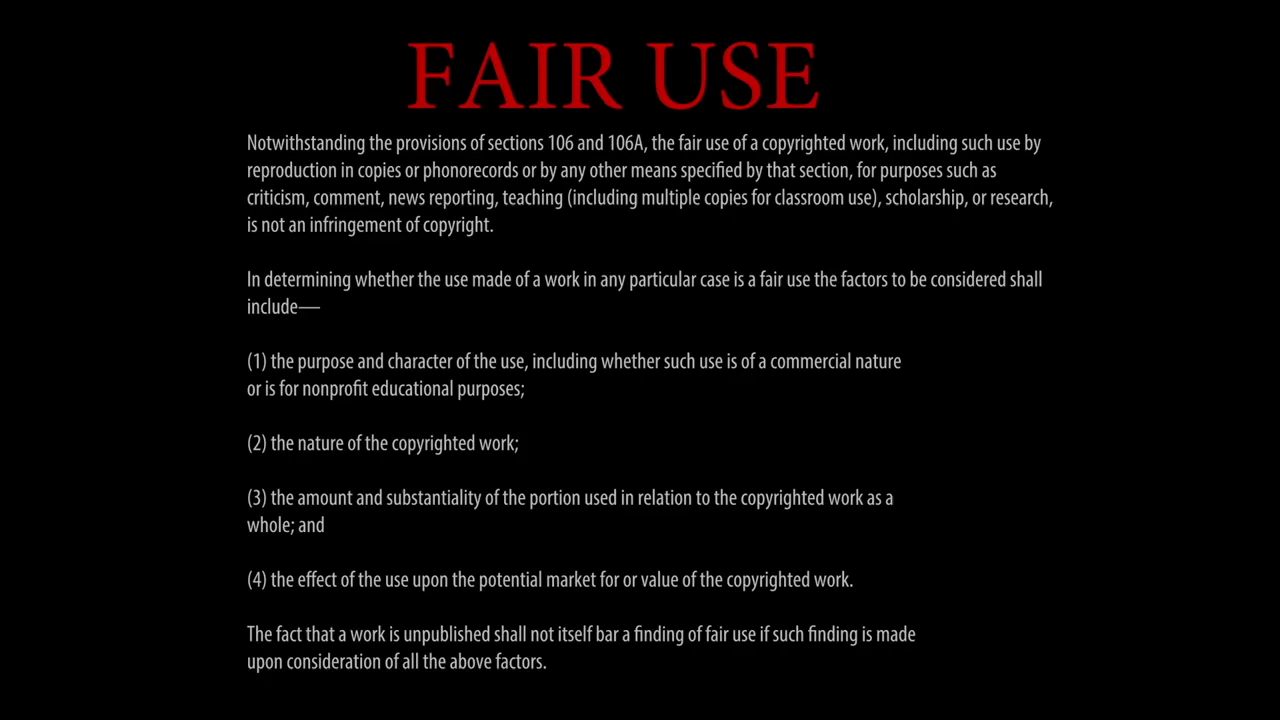 FAIR USE
Notwithstanding the provisions of sections 106 and 106A, the fair use of a copyrighted work, including such use by
reproduction in copies or phonorecords or by any other means specified by that section, for purposes such as
criticism, comment, news reporting, teaching (including multiple copies for classroom use), scholarship, or research,
is not an infringement of copyright.
In determining whether the use made of a work in any particular case is a fair use the factors to be considered shall
include—
(1) the purpose and character of the use, including whether such use is of a commercial nature
or is for nonprofit educational purposes;
(2) the nature of the copyrighted work;
(3) the amount and substantiality of the portion used in relation to the copyrighted work as a
whole; and
(4) the effect of the use upon the potential market for or value of the copyrighted work.
The fact that a work is unpublished shall not itself bar a finding of fair use if such finding is made
upon consideration of all the above factors.